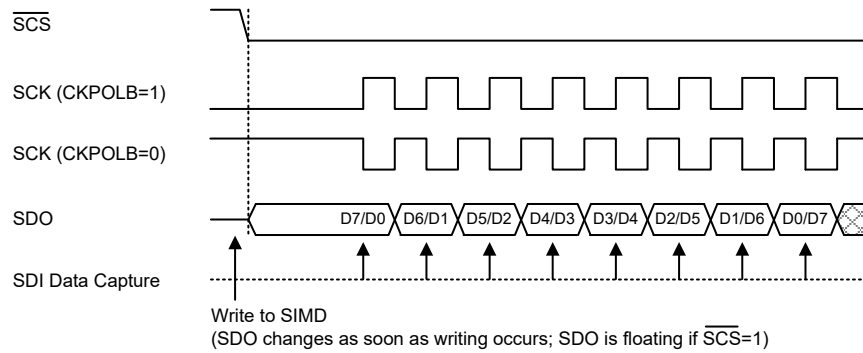 SCS
SCK (CKPOLB=1)
SCK (CKPOLB=0)
SDO D7/D0 D6/D1 D5/D2 D4/D3 D3/D4 D2/D5 D1/D6 D0/D7
SDI Data Capture
Write to SIMD
(SDO changes as soon as writing occurs; SDO is floating if SCS=1)